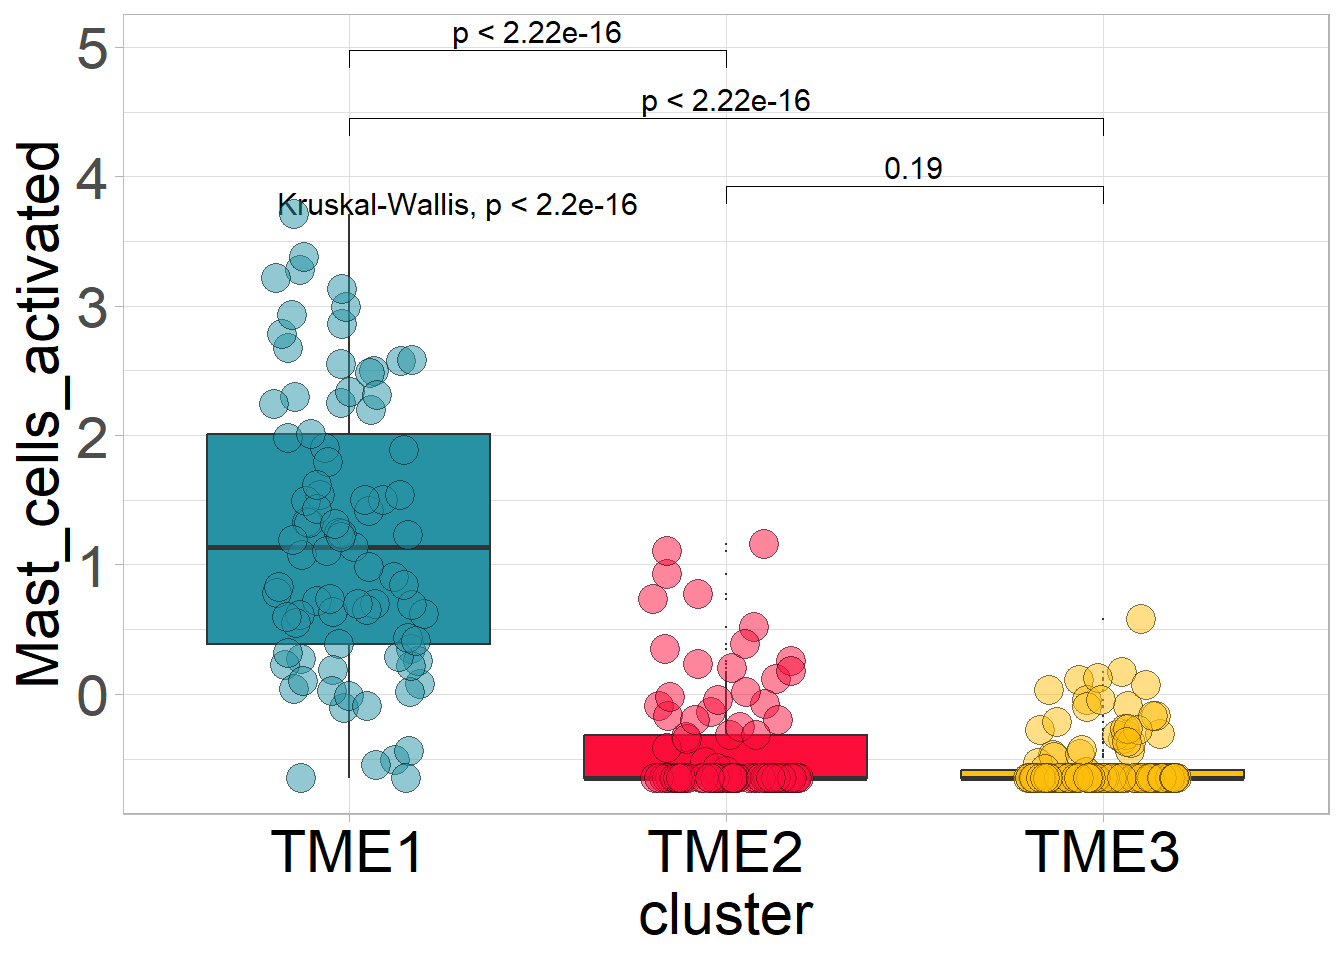 p < 2.22e-16
p < 2.22e-16
0.19
Kruskal-Wallis, p < 2.2e-16
5
4
3
2
1
0
Mast_cells_activated
TME1
TME2
TME3
cluster